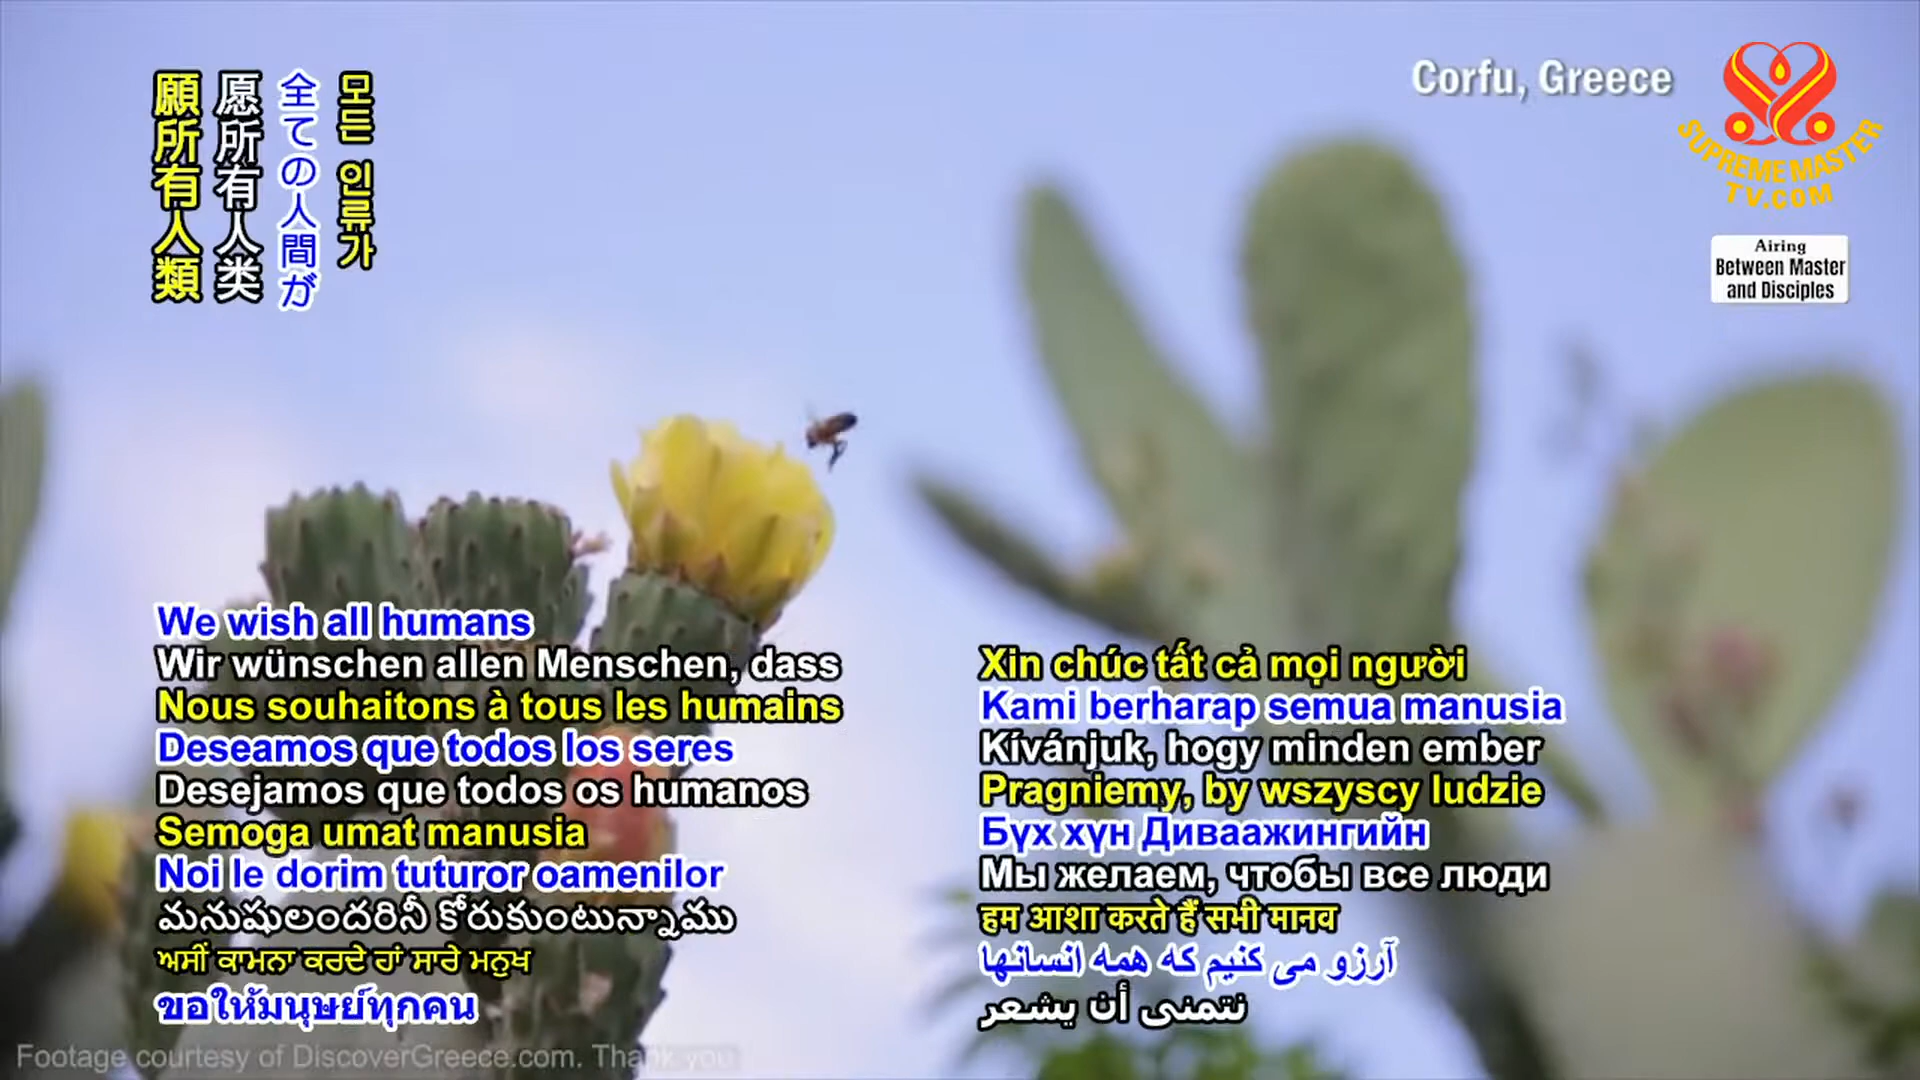 願所有人類
愿所有人类
全ての人間が
모든 인류가
Corfu, Greece
SUPREME MASTER
TV.COM
Airing
Between Master
and Disciples
We wish all humans
Wir wünschen allen Menschen, dass
Nous souhaitons à tous les humains
Deseamos que todos los seres
Desejamos que todos os humanos
Semoga umat manusia
Noi le dorim tuturor oamenilor
మనుషులందరినీ కోరుకుంటున్నాము
ਅਸੀਂ ਕਾਮਨਾ ਕਰਦੇ ਹਾਂ ਸਾਰੇ ਮਨੁਖ
ขอให้มนุษย์ทุกคน
Xin chúc tất cả mọi người
Kami berharap semua manusia
Kívánjuk, hogy minden ember
Pragniemy, by wszyscy ludzie
Бүх хүн Диваажингийн
Мы желаем, чтобы все люди
हम आशा करते हैं सभी मानव
آرزو می کنیم که همه انسانها
نتمنى أن يشعر
Footage courtesy of DiscoverGreece.com. Thank you